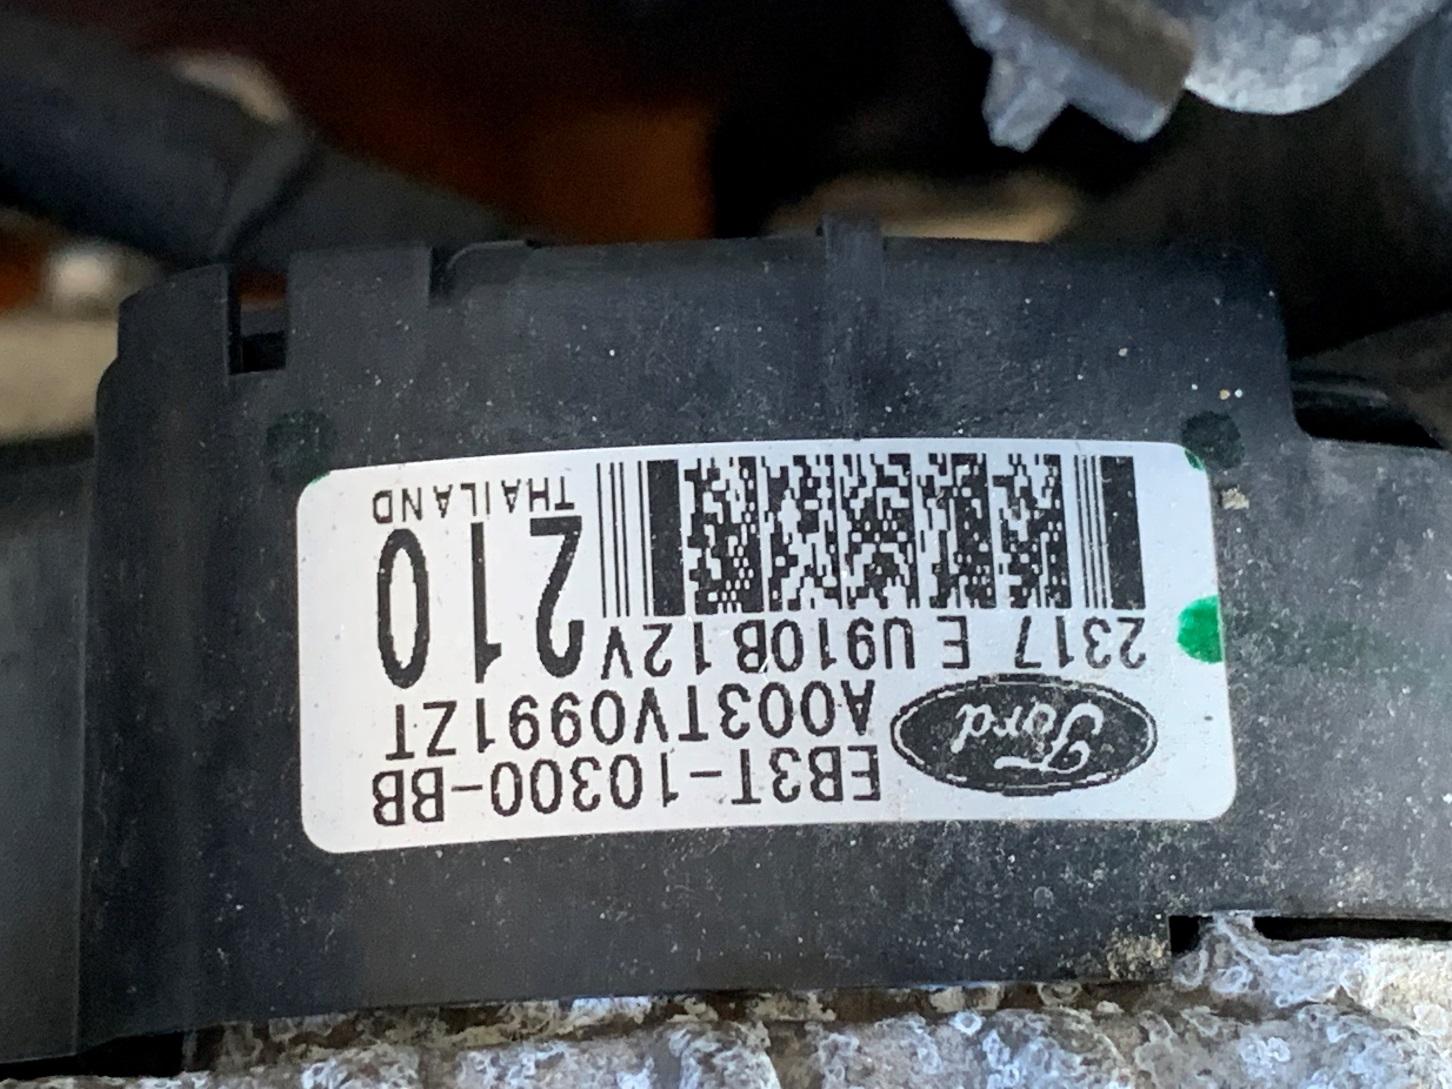 Ford
EB3T-10300-BB
A003TV0991ZT
2317 E U910B 12V
210
THAILAND